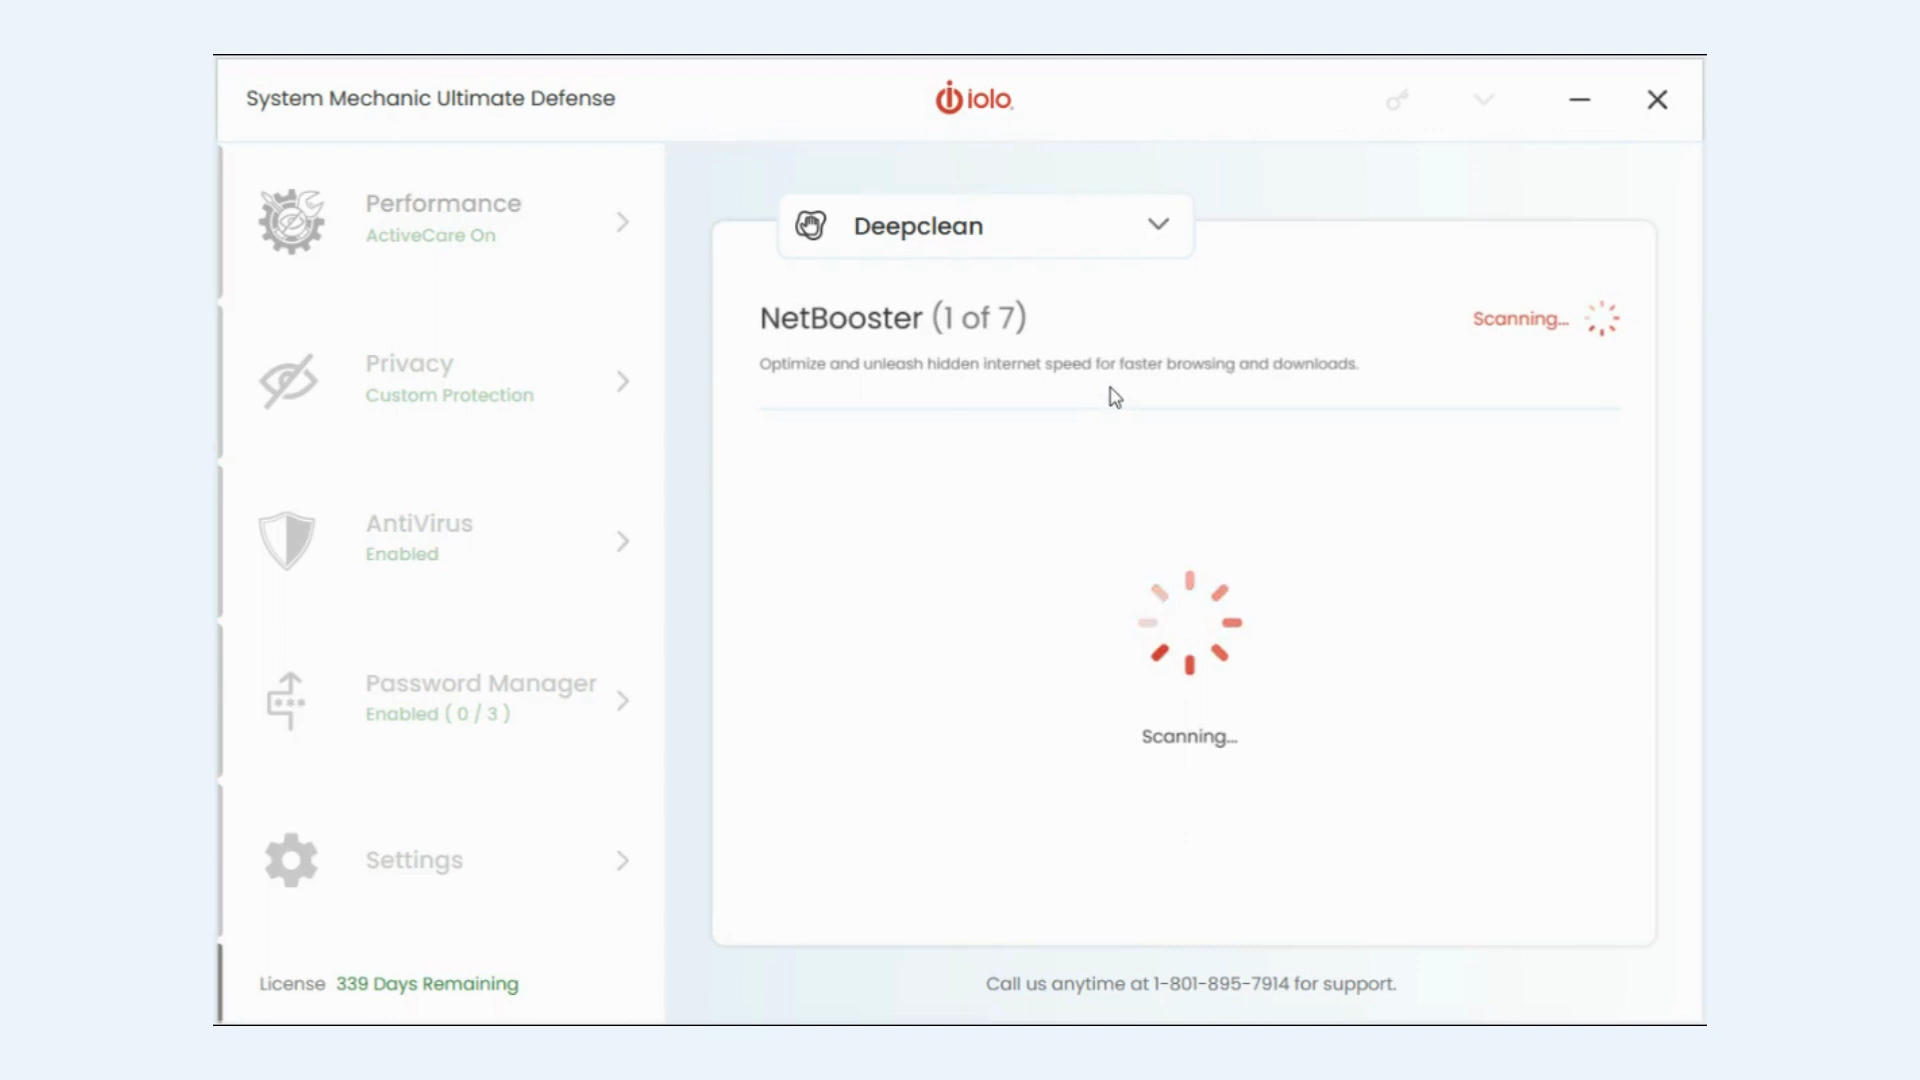 System Mechanic Ultimate Defense
iolo
Performance
ActiveCare On
Privacy
Custom Protection
AntiVirus
Enabled
Password Manager
Enabled ( 0 / 3 )
Settings
License 339 Days Remaining
Deepclean
NetBooster (1 of 7)
Scanning...
Optimize and unleash hidden internet speed for faster browsing and downloads.
Scanning...
Call us anytime at 1-801-895-7914 for support.